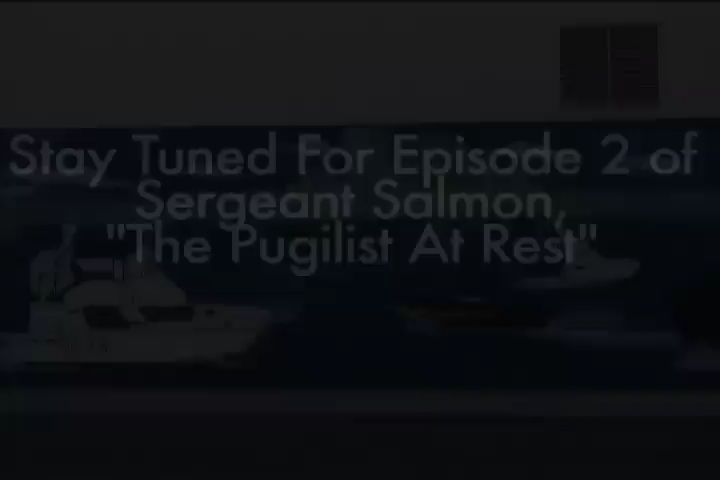 Stay Tuned For Episode 2 of
Sergeant Salmon,
"The Pugilist At Rest"